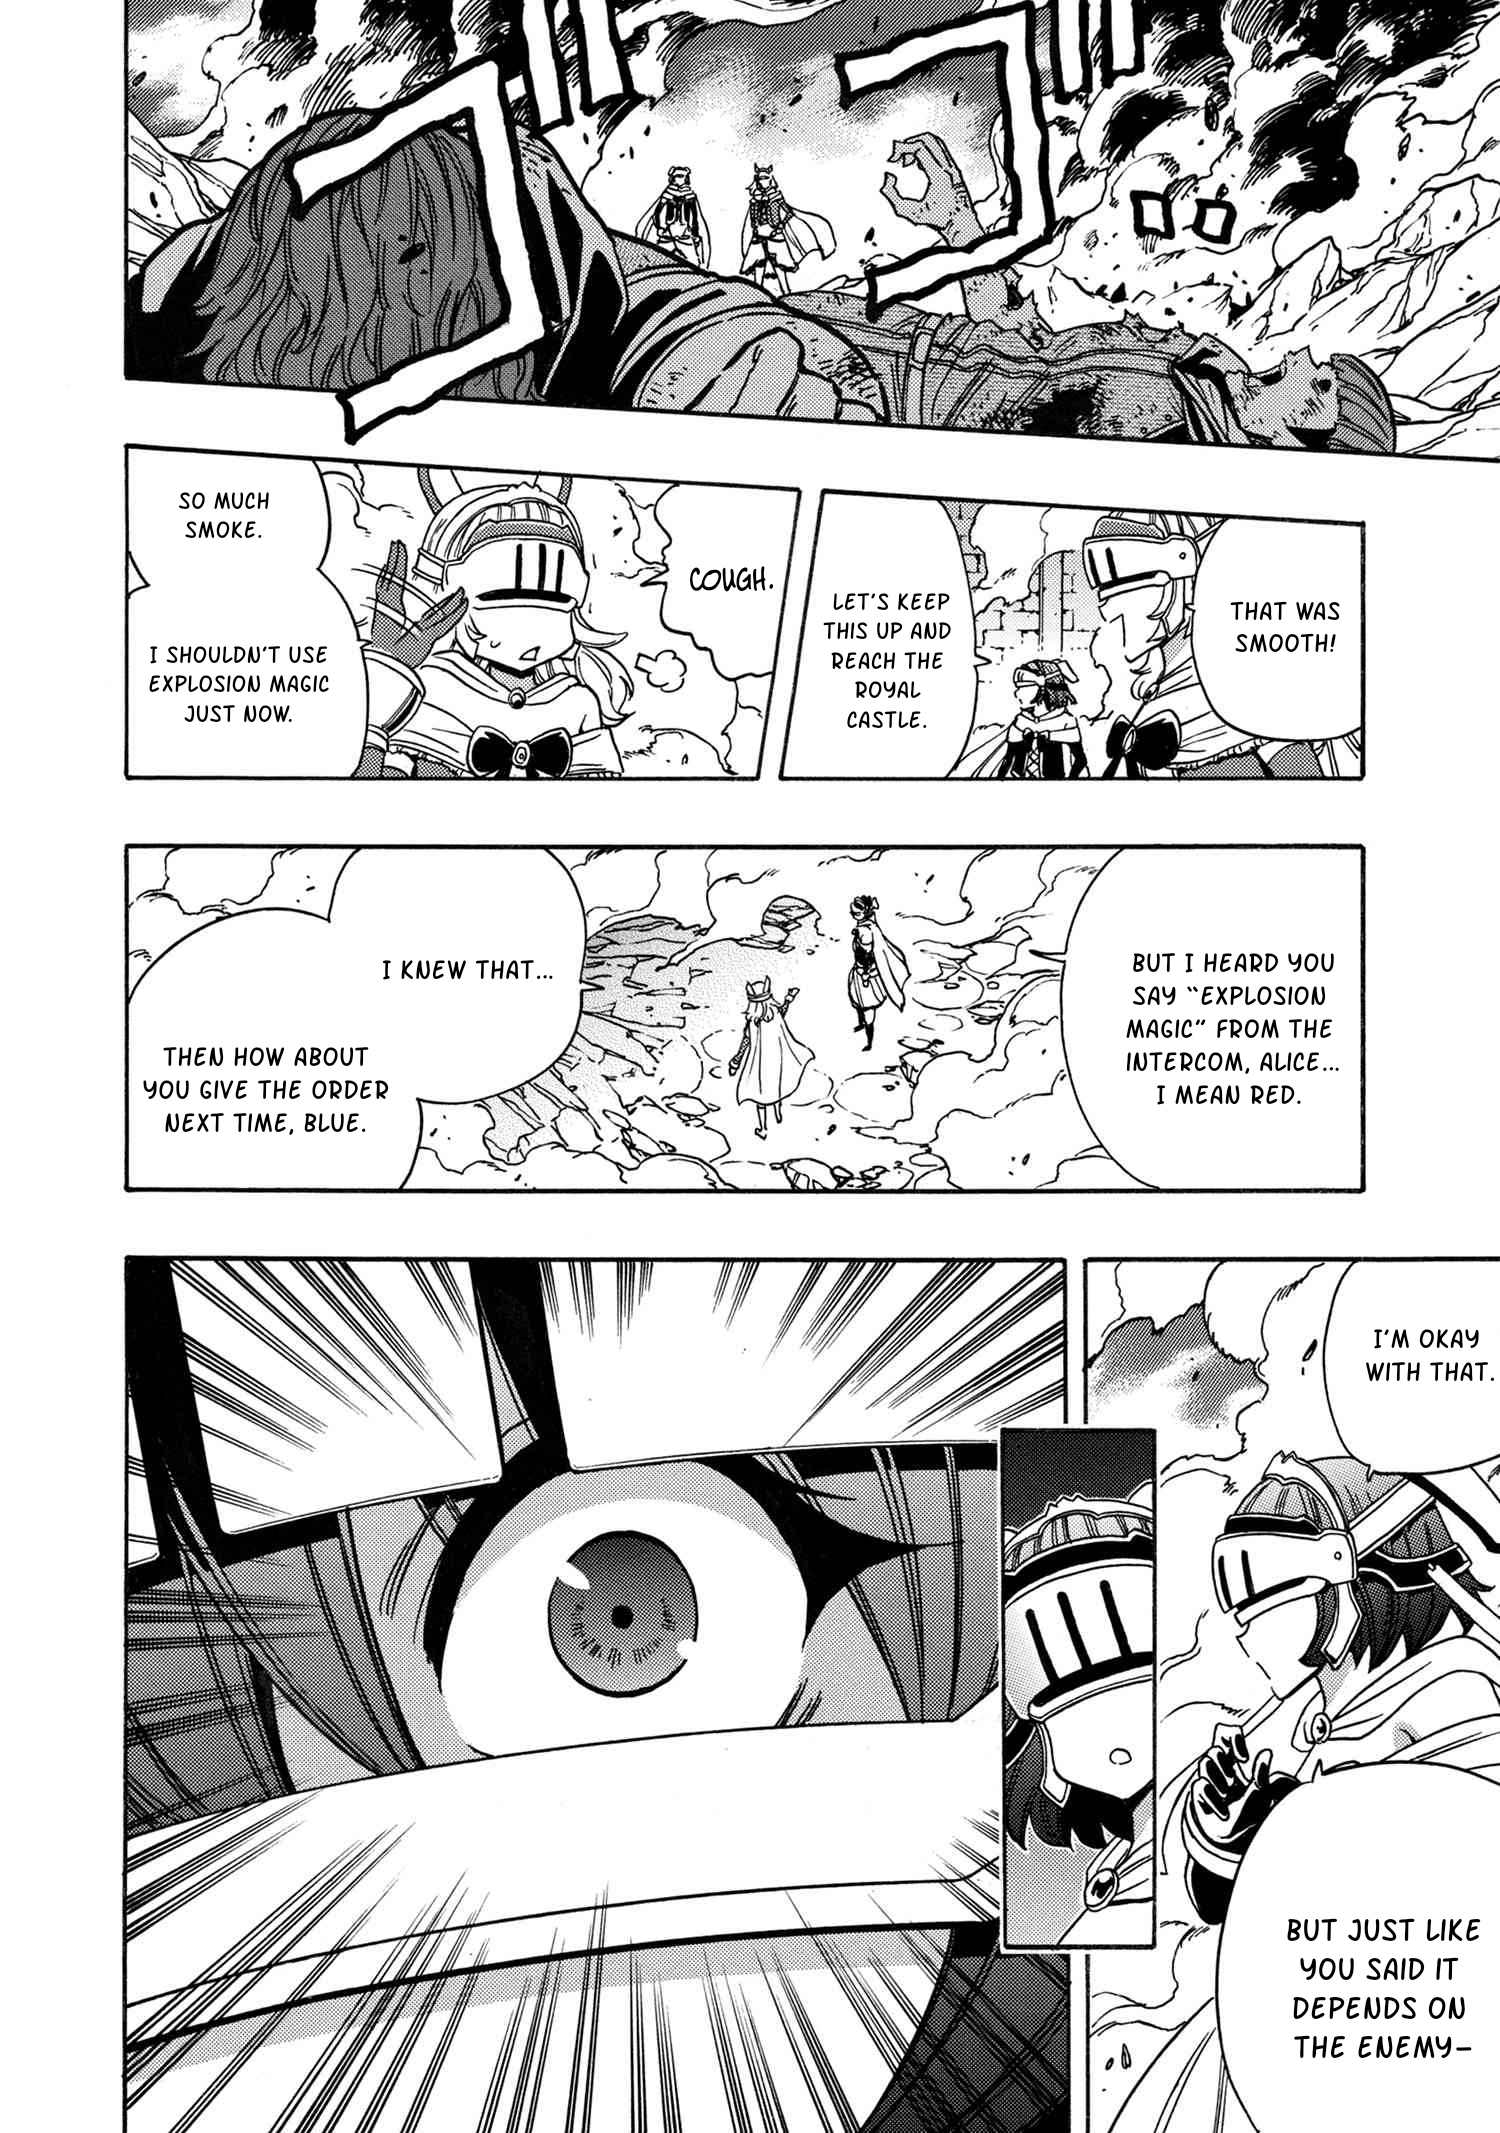 THAT WAS
SMOOTH!
LET'S KEEP
THIS UP AND
REACH THE
ROYAL
CASTLE.
COUGH.
SO MUCH
SMOKE.
I SHOULDN'T USE
EXPLOSION MAGIC
JUST NOW.
BUT I HEARD YOU
SAY “EXPLOSION
MAGIC” FROM THE
INTERCOM, ALICE...
I MEAN RED.
I KNEW THAT...
THEN HOW ABOUT
YOU GIVE THE ORDER
NEXT TIME, BLUE.
I'M OKAY
WITH THAT.
BUT JUST LIKE
YOU SAID IT
DEPENDS ON
THE ENEMY–